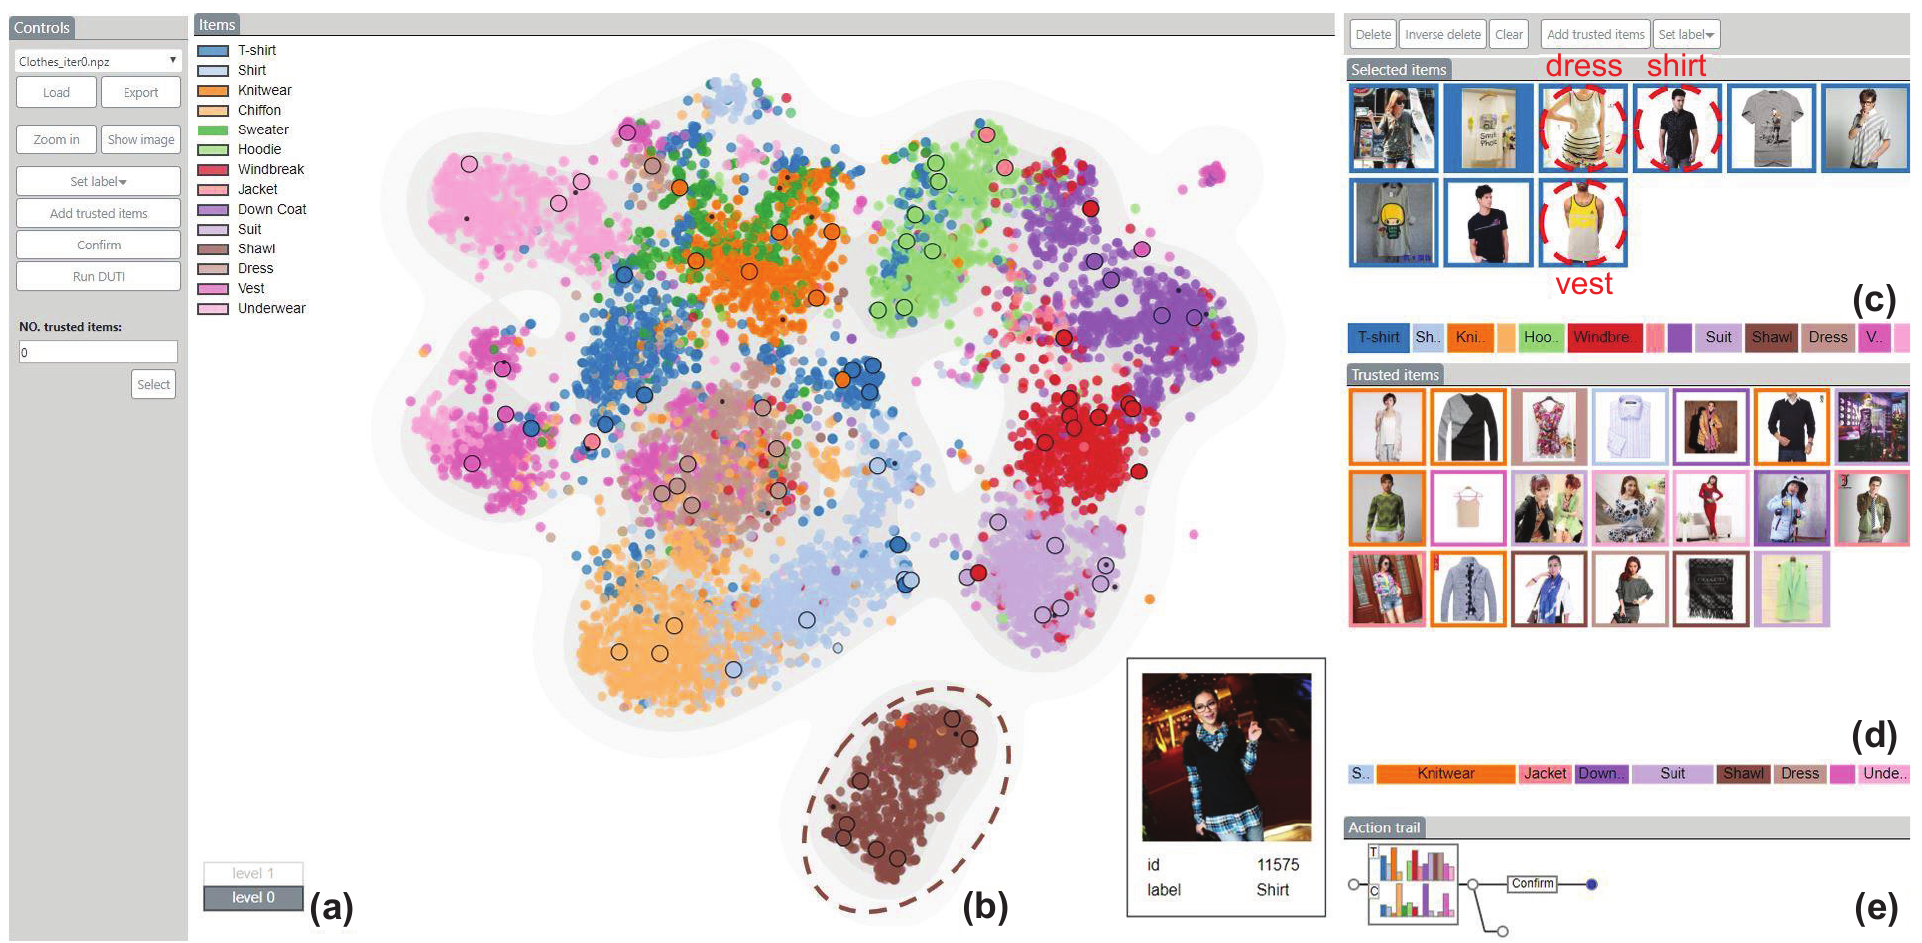 Controls
Clothes_iter0.npz
Load Export
Zoom in Show image
Set label
Add trusted items
Confirm
Run DUTI
NO. trusted items:
0
Select
level 1
level 0
(a)
Items
T-shirt
Shirt
Knitwear
Chiffon
Sweater
Hoodie
Windbreak
Jacket
Down Coat
Suit
Shawl
Dress
Vest
Underwear
id 11575
label Shirt
(b)
Delete Inverse delete Clear Add trusted items Set label
Selected items
dress shirt
vest
(c)
T-shirt Sh.. Kni.. Hoo.. Windbre.. Suit Shawl Dress V..
Trusted items
(d)
S.. Knitwear Jacket Down.. Suit Shawl Dress Unde..
Action trail
T
C
Confirm
(e)